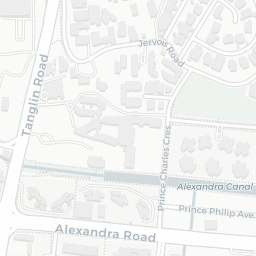 Jervois Road
Tanglin Road
Prince Charles Cres.
Alexandra Canal
Prince Philip Ave.
Alexandra Road